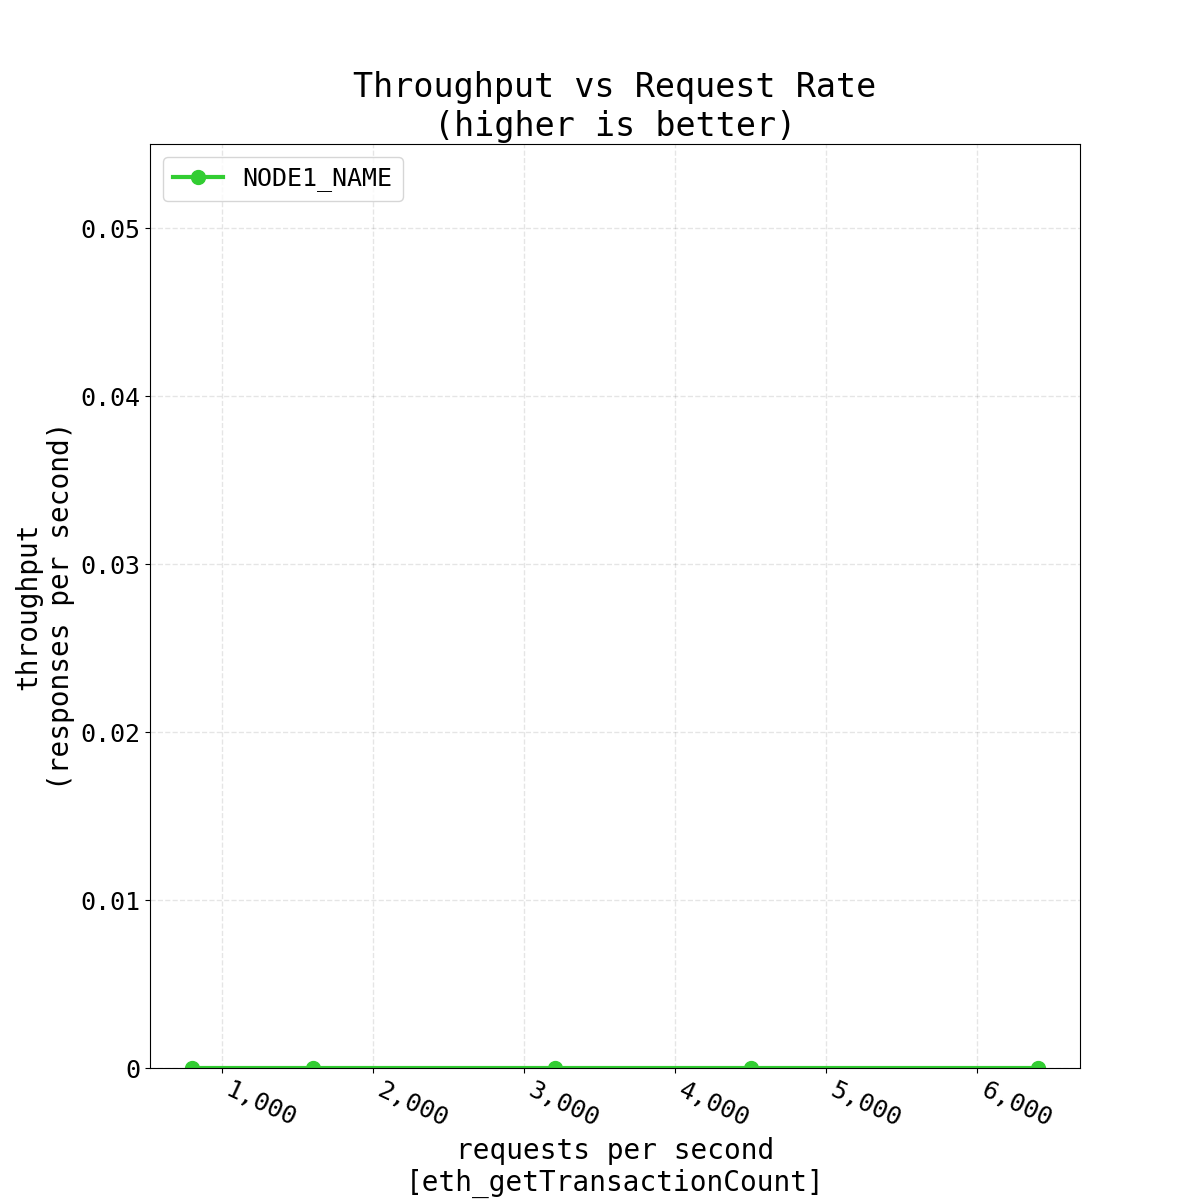 Throughput vs Request Rate
(higher is better)
NODE1_NAME
throughput
(responses per second)
0.05
0.04
0.03
0.02
0.01
0
1,000
2,000
3,000
4,000
5,000
6,000
requests per second
[eth_getTransactionCount]